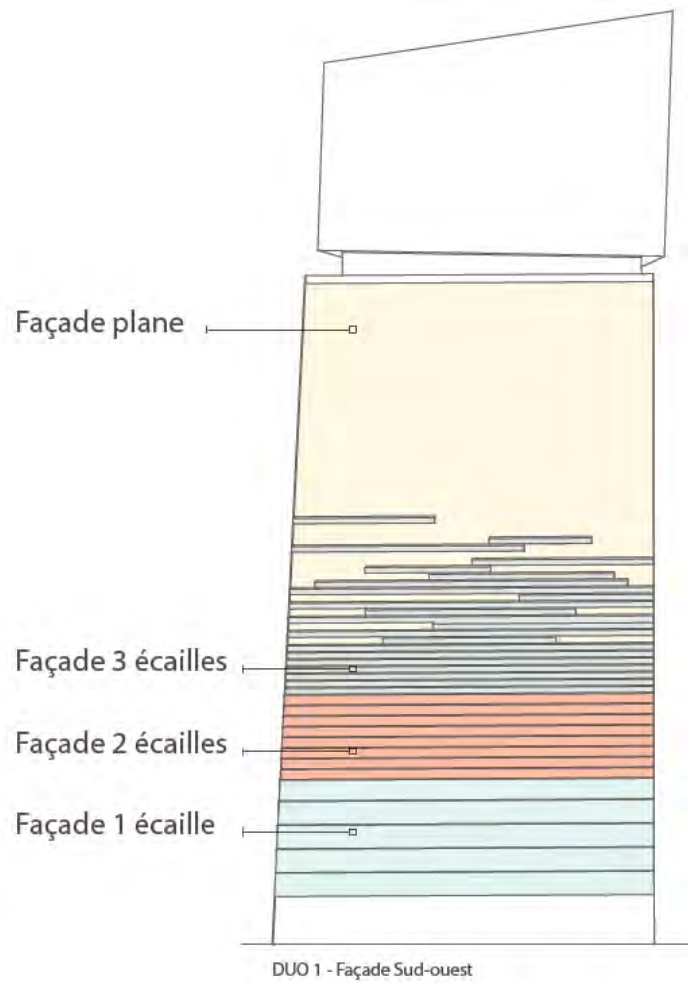 Façade plane
Façade 3 écailles
Façade 2 écailles
Façade 1 écaille
DUO 1 - Façade Sud-ouest